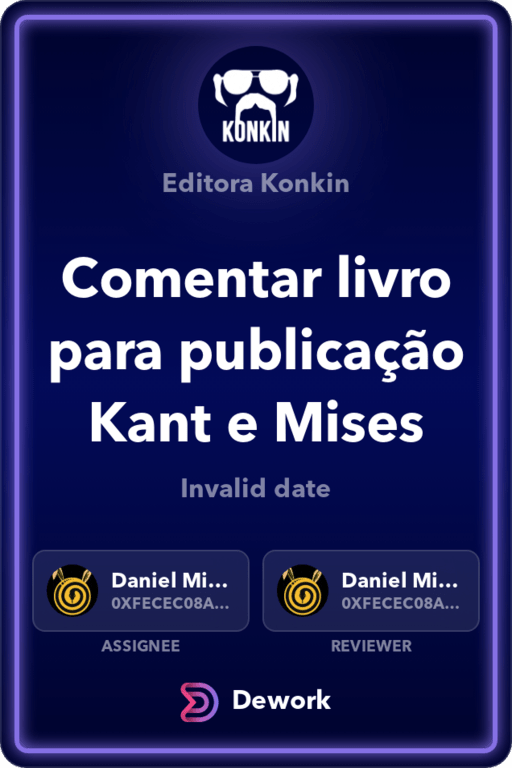 KONKIN
Editora Konkin
Comentar livro
para publicação
Kant e Mises
Invalid date
Daniel Mi...
0XFECEC08A...
Daniel Mi...
0XFECEC08A...
ASSIGNEE
REVIEWER
Dework